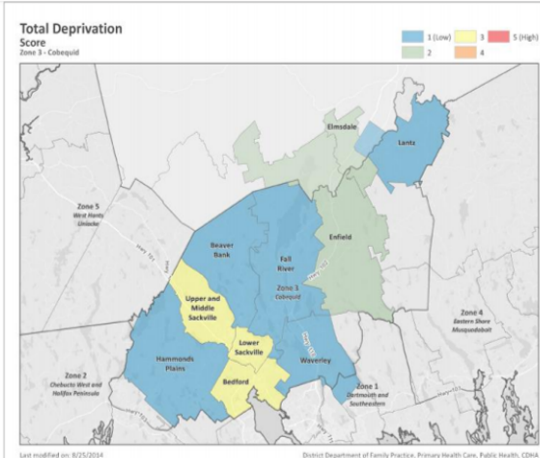 Total Deprivation
Score
Zone 3 - Cobequid
1 (Low)
3
5 (High)
2
4
Elmsdale
Lantz
Zone 5
West Hants
Uniacke
Beaver
Bank
Fall
River
Enfield
Zone 3
Cobequid
Upper and
Middle
Sackville
Zone 4
Eastern Shore
Musquodoboit
Lower
Sackville
Hammonds
Plains
Waverley
Zone 2
Chebucto West and
Halifax Peninsula
Bedford
Zone 1
Dartmouth and
Southeastern
Last modified on: 8/25/2014
District Department of Family Practice, Primary Health Care, Public Health, CDHA